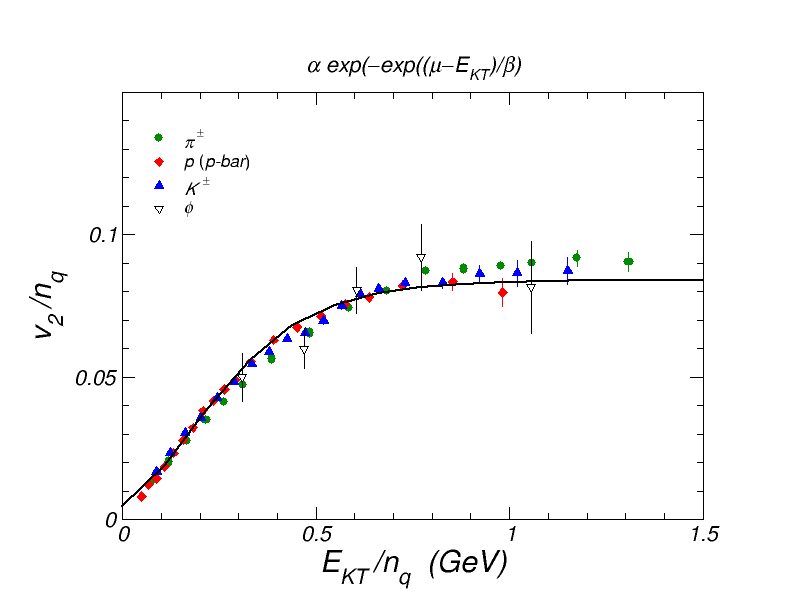 α exp(−exp((μ−E_KT)/β)
π±
p (p-bar)
K±
ϕ
0.1
0.05
0
v_2/n_q
0 0.5 1 1.5
E_KT/n_q (GeV)